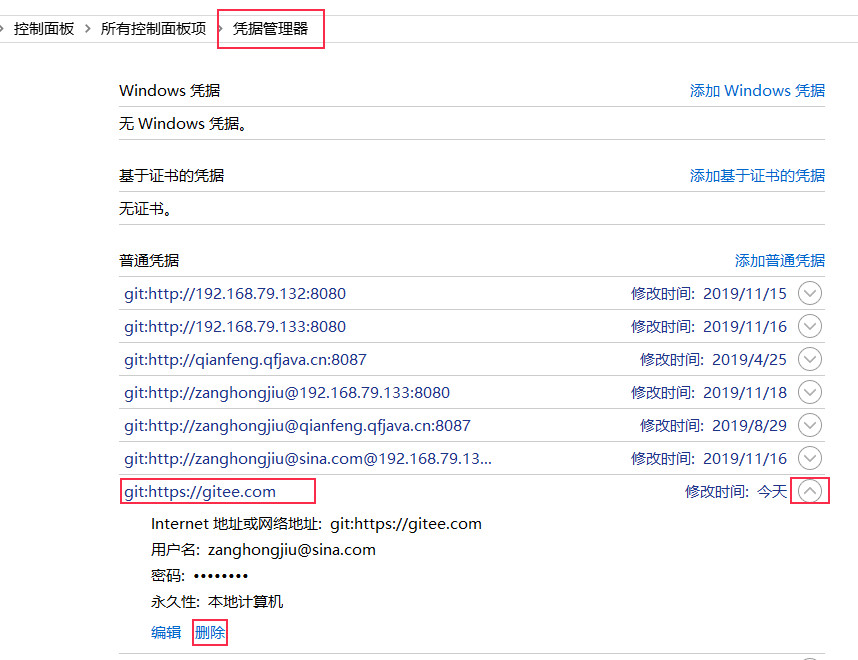 控制面板 > 所有控制面板项 > 凭据管理器
Windows 凭据 添加 Windows 凭据
无 Windows 凭据。
基于证书的凭据 添加基于证书的凭据
无证书。
普通凭据 添加普通凭据
git:http://192.168.79.132:8080 修改时间: 2019/11/15
git:http://192.168.79.133:8080 修改时间: 2019/11/16
git:http://qianfeng.qfjava.cn:8087 修改时间: 2019/4/25
git:http://zanghongjiu@192.168.79.133:8080 修改时间: 2019/11/18
git:http://zanghongjiu@qianfeng.qfjava.cn:8087 修改时间: 2019/8/29
git:http://zanghongjiu@sina.com@192.168.79.13... 修改时间: 2019/11/16
git:https://gitee.com 修改时间: 今天
Internet 地址或网络地址: git:https://gitee.com
用户名: zanghongjiu@sina.com
密码: ••••••••
永久性: 本地计算机
编辑 删除